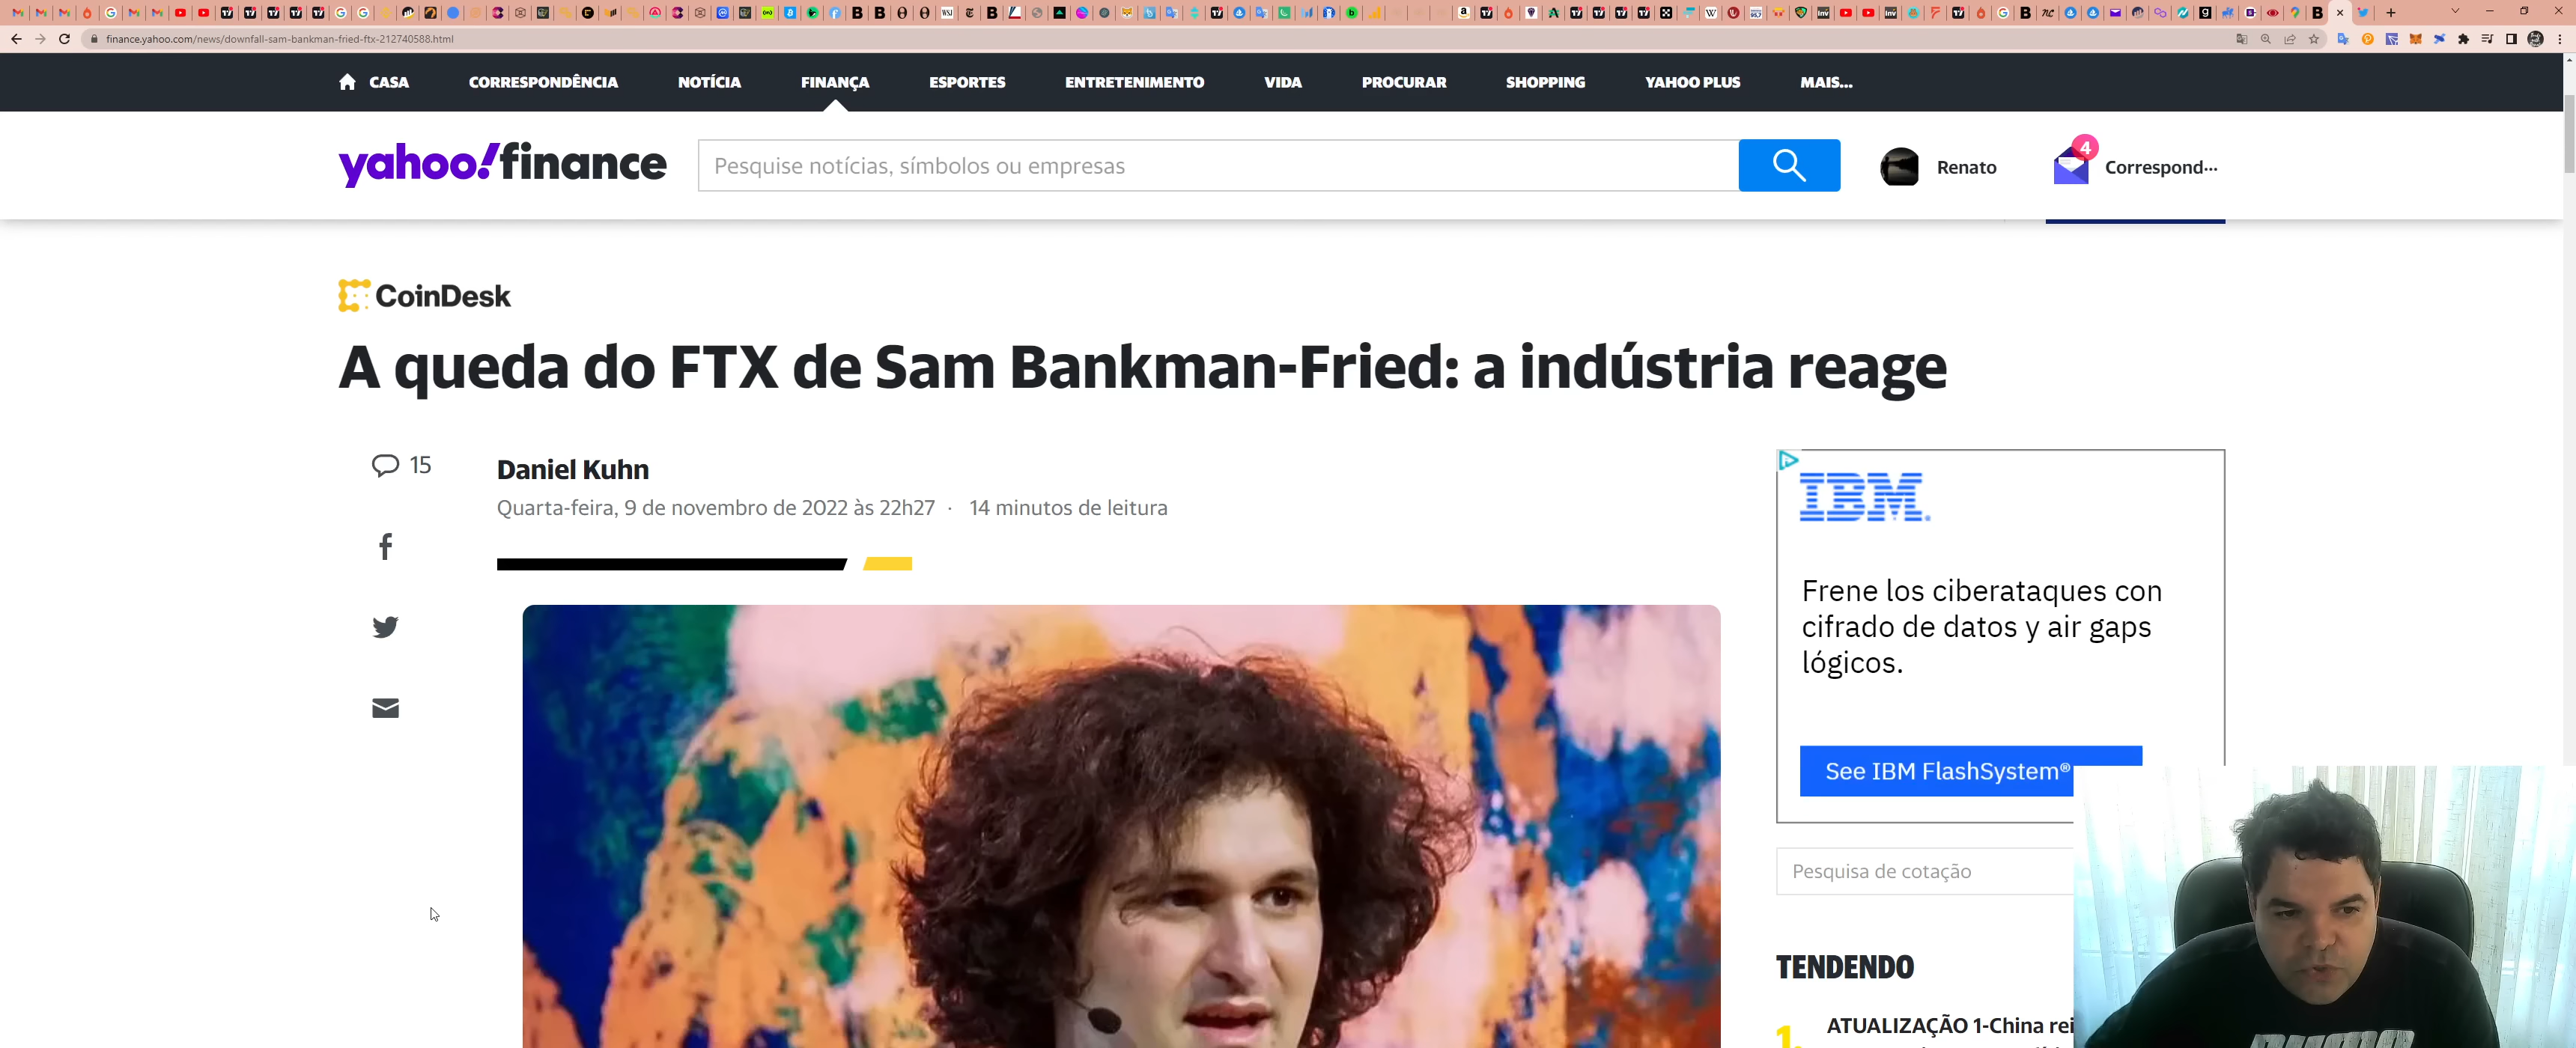 finance.yahoo.com/news/downfall-sam-bankman-fried-ftx-212740588.html
CASA CORRESPONDÊNCIA NOTÍCIA FINANÇA ESPORTES ENTRETENIMENTO VIDA PROCURAR SHOPPING YAHOO PLUS MAIS...
yahoo!finance
Pesquise notícias, símbolos ou empresas
Renato
4
Correspond...
CoinDesk
A queda do FTX de Sam Bankman-Fried: a indústria reage
15
Daniel Kuhn
Quarta-feira, 9 de novembro de 2022 às 22h27 · 14 minutos de leitura
IBM
Frene los ciberataques con
cifrado de datos y air gaps
lógicos.
See IBM FlashSystem®
Pesquisa de cotação
TENDENDO
1.
ATUALIZAÇÃO 1-China rei